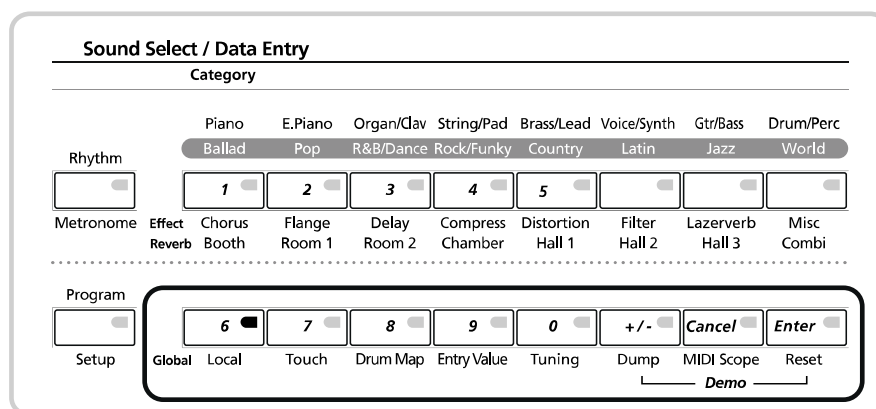 Sound Select / Data Entry
Category
Piano E.Piano Organ/Clav String/Pad Brass/Lead Voice/Synth Gtr/Bass Drum/Perc
Rhythm Ballad Pop R&B/Dance Rock/Funky Country Latin Jazz World
1 2 3 4 5
Metronome Effect Chorus Flange Delay Compress Distortion Filter Lazerverb Misc
Reverb Booth Room 1 Room 2 Chamber Hall 1 Hall 2 Hall 3 Combi
Program
6 7 8 9 0 +/- Cancel Enter
Setup Global Local Touch Drum Map Entry Value Tuning Dump MIDI Scope Reset
Demo